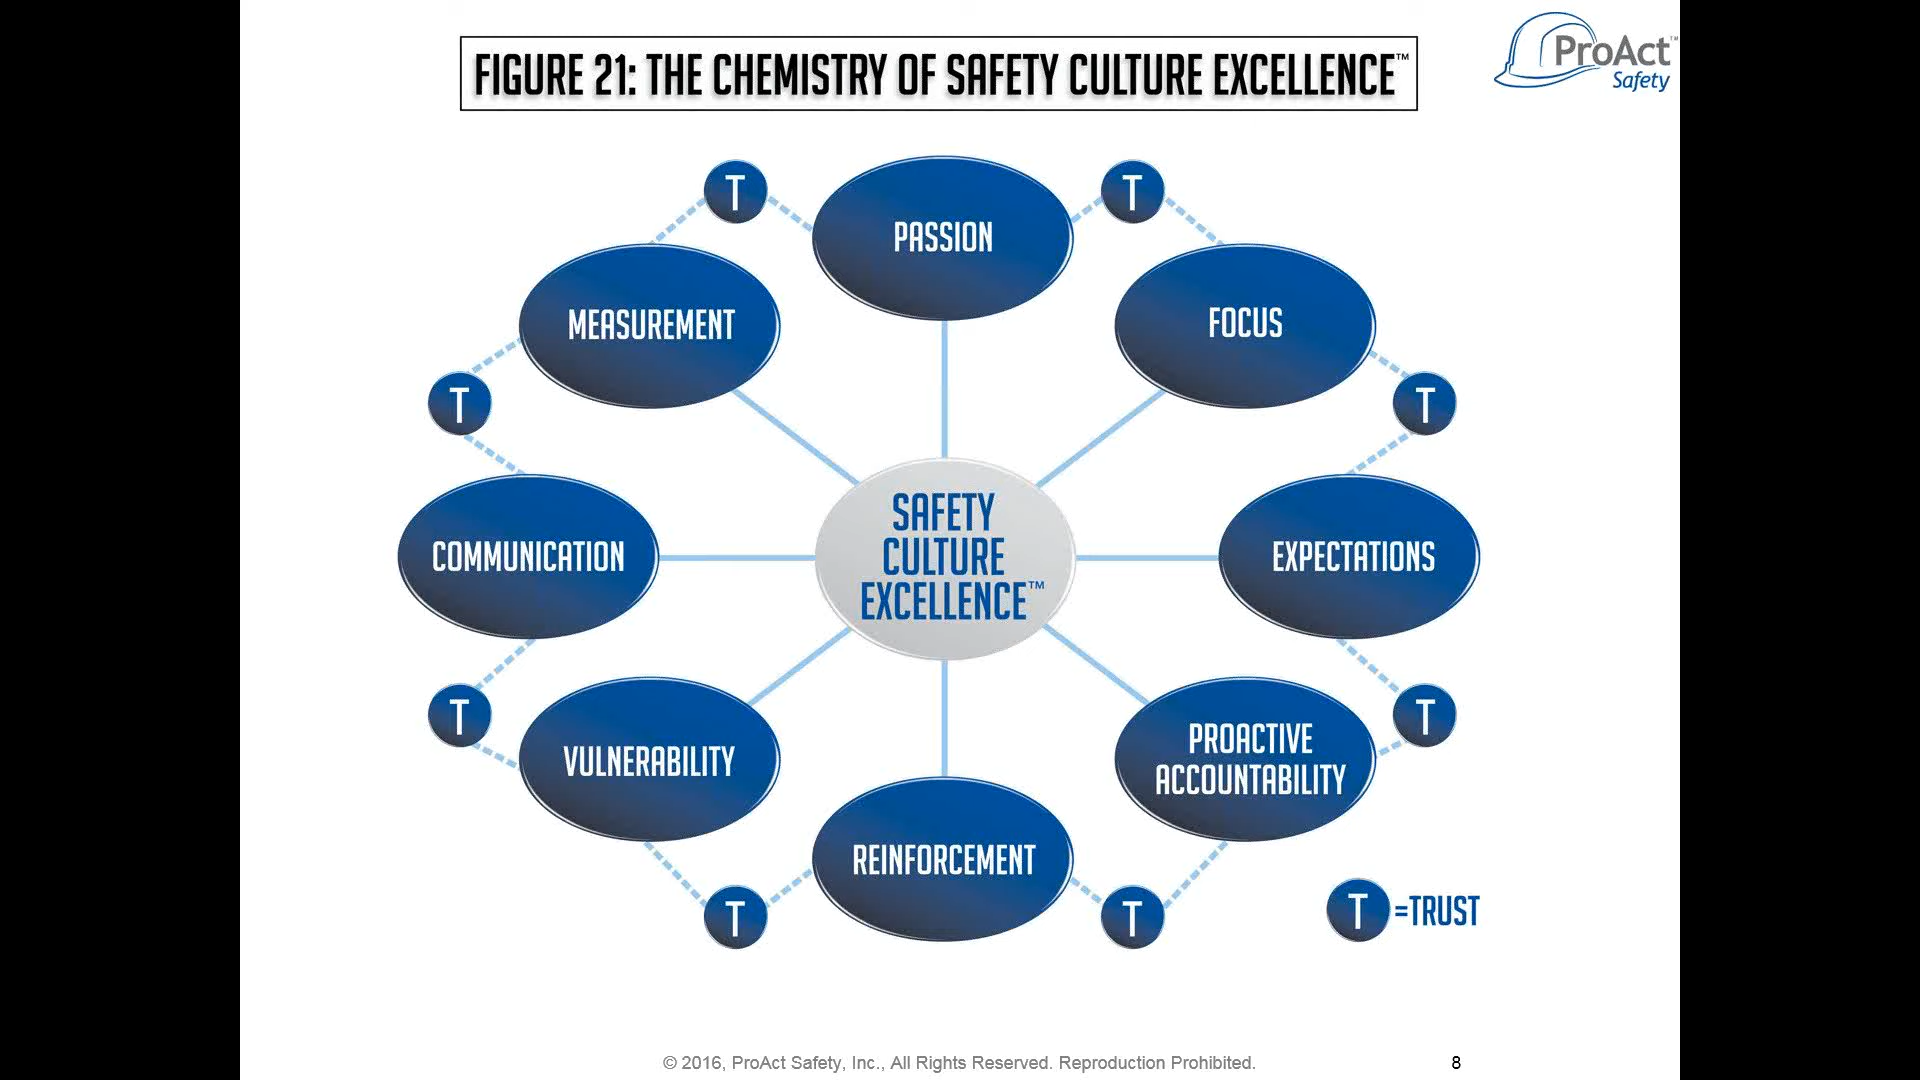 FIGURE 21: THE CHEMISTRY OF SAFETY CULTURE EXCELLENCE™
ProAct™
Safety
T
T
PASSION
MEASUREMENT
FOCUS
T
T
SAFETY
CULTURE
EXCELLENCE™
COMMUNICATION
EXPECTATIONS
T
T
VULNERABILITY
PROACTIVE
ACCOUNTABILITY
REINFORCEMENT
T
T
T =TRUST
© 2016, ProAct Safety, Inc., All Rights Reserved. Reproduction Prohibited.
8